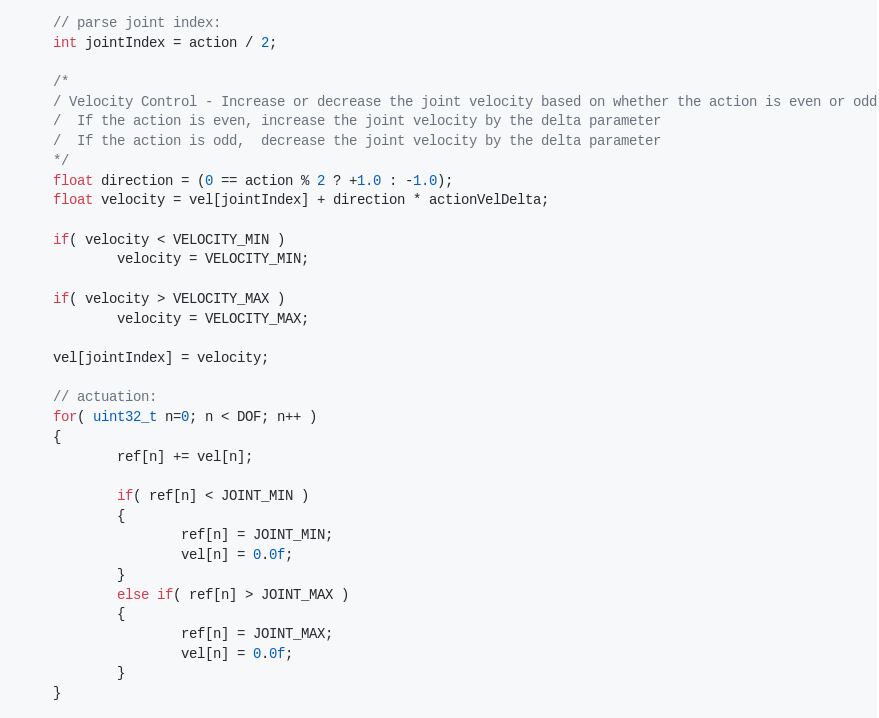 // parse joint index:
int jointIndex = action / 2;

/*
/ Velocity Control - Increase or decrease the joint velocity based on whether the action is even or odd
/  If the action is even, increase the joint velocity by the delta parameter
/  If the action is odd,  decrease the joint velocity by the delta parameter
*/
float direction = (0 == action % 2 ? +1.0 : -1.0);
float velocity = vel[jointIndex] + direction * actionVelDelta;

if( velocity < VELOCITY_MIN )
        velocity = VELOCITY_MIN;

if( velocity > VELOCITY_MAX )
        velocity = VELOCITY_MAX;

vel[jointIndex] = velocity;

// actuation:
for( uint32_t n=0; n < DOF; n++ )
{
        ref[n] += vel[n];

        if( ref[n] < JOINT_MIN )
        {
                ref[n] = JOINT_MIN;
                vel[n] = 0.0f;
        }
        else if( ref[n] > JOINT_MAX )
        {
                ref[n] = JOINT_MAX;
                vel[n] = 0.0f;
        }
}